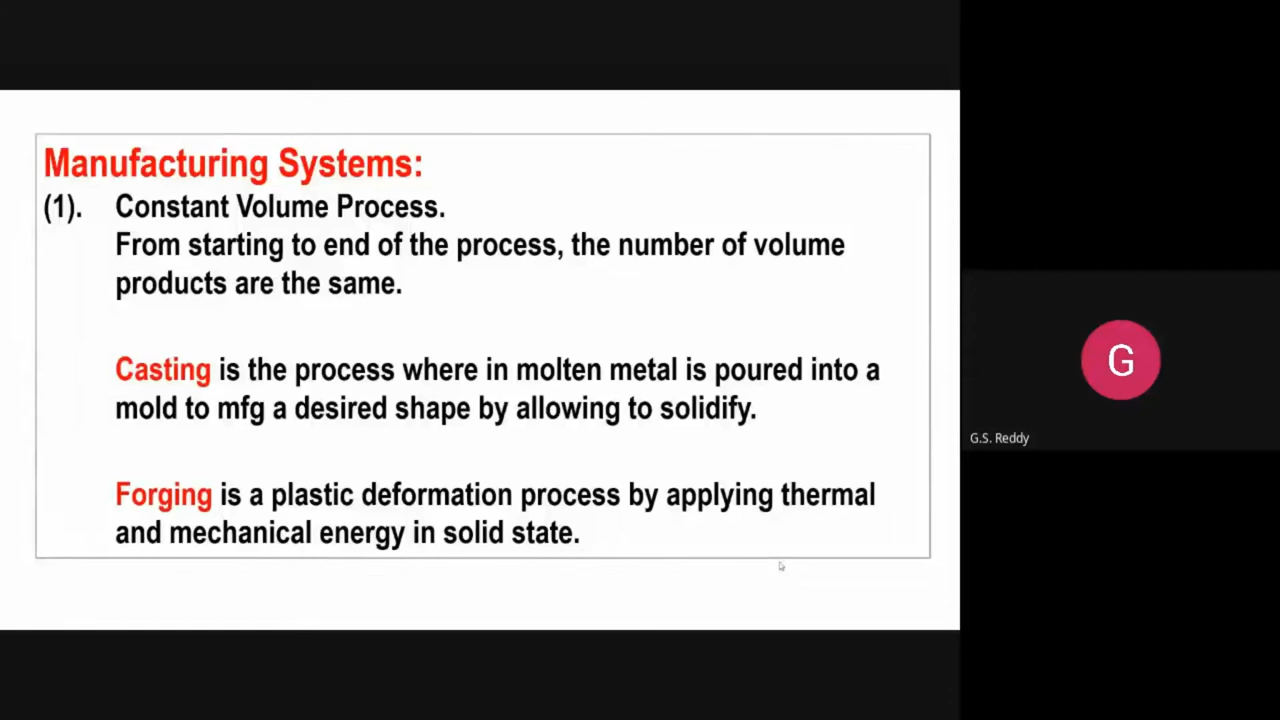 Manufacturing Systems:
(1). Constant Volume Process.
From starting to end of the process, the number of volume
products are the same.
Casting is the process where in molten metal is poured into a
mold to mfg a desired shape by allowing to solidify.
Forging is a plastic deformation process by applying thermal
and mechanical energy in solid state.
G
G.S. Reddy